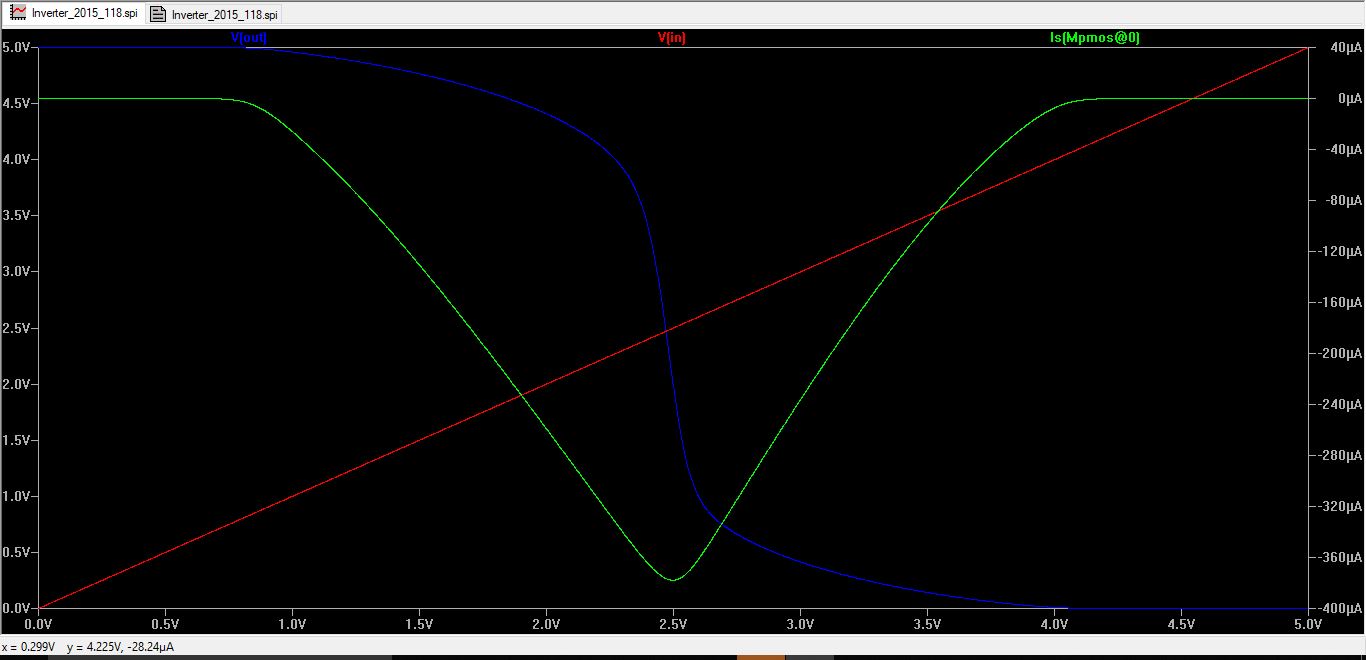 Inverter_2015_118.spi Inverter_2015_118.spi
V(out) V(in) Is(Mpmos@0)
5.0V 40µA
4.5V 0µA
4.0V -40µA
3.5V -80µA
3.0V -120µA
2.5V -160µA
2.0V -200µA
1.5V -240µA
1.0V -280µA
0.5V -320µA
0.0V -360µA
-400µA
0.0V 0.5V 1.0V 1.5V 2.0V 2.5V 3.0V 3.5V 4.0V 4.5V 5.0V
x = 0.299V y = 4.225V, -28.24µA